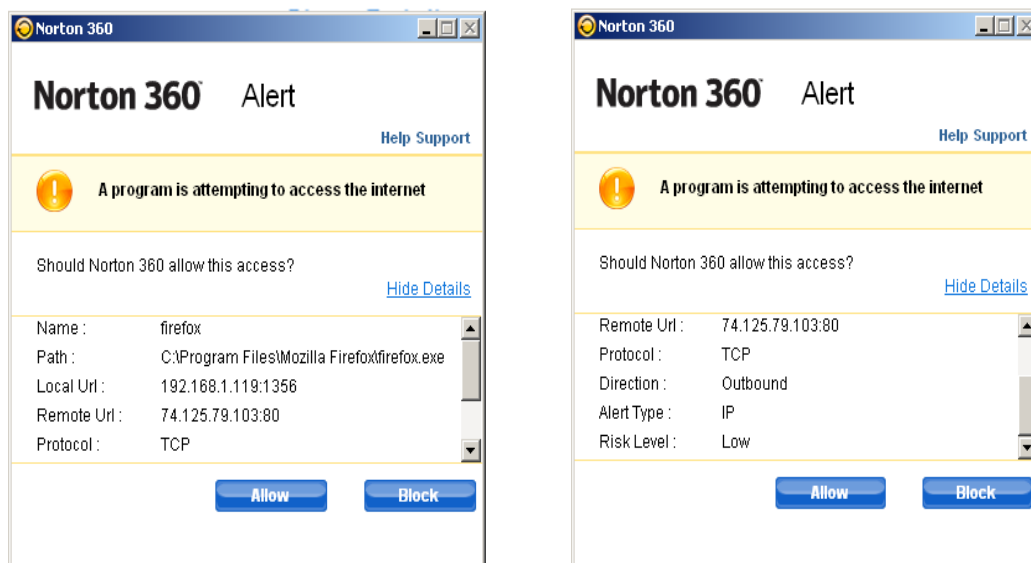 Norton 360
Norton 360 Alert
Help Support
A program is attempting to access the internet
Should Norton 360 allow this access?
Hide Details
Name : firefox
Path : C:\Program Files\Mozilla Firefox\firefox.exe
Local Url : 192.168.1.119:1356
Remote Url : 74.125.79.103:80
Protocol : TCP
Allow Block
Norton 360
Norton 360 Alert
Help Support
A program is attempting to access the internet
Should Norton 360 allow this access?
Hide Details
Remote Url : 74.125.79.103:80
Protocol : TCP
Direction : Outbound
Alert Type : IP
Risk Level : Low
Allow Block